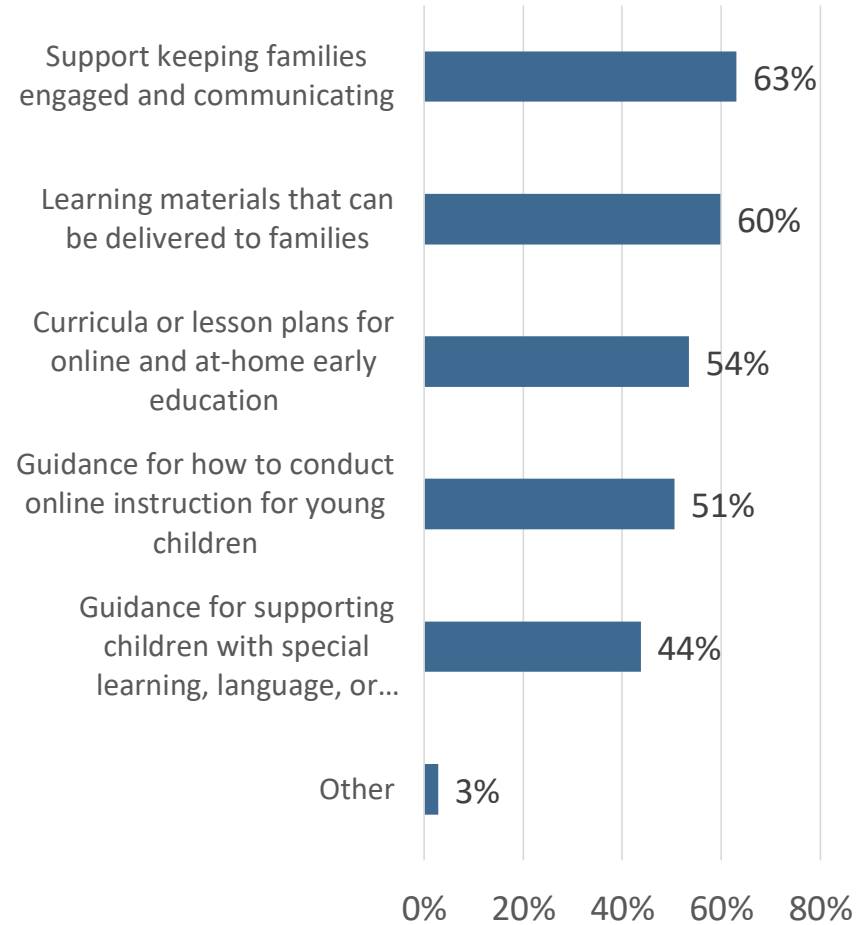 Support keeping families
engaged and communicating
63%
Learning materials that can
be delivered to families
60%
Curricula or lesson plans for
online and at-home early
education
54%
Guidance for how to conduct
online instruction for young
children
51%
Guidance for supporting
children with special
learning, language, or...
44%
Other
3%
0% 20% 40% 60% 80%